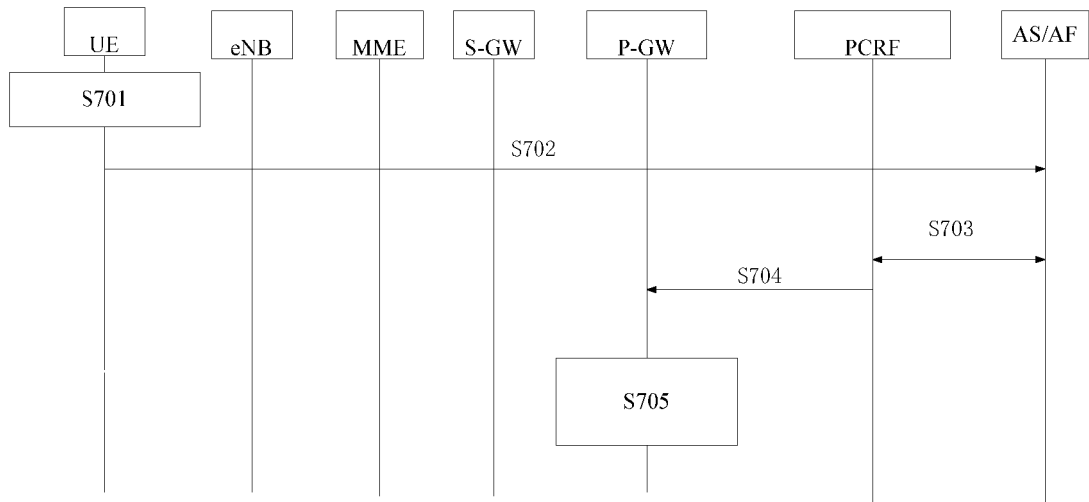 UE
eNB
MME
S-GW
P-GW
PCRF
AS/AF
S701
S702
S703
S704
S705